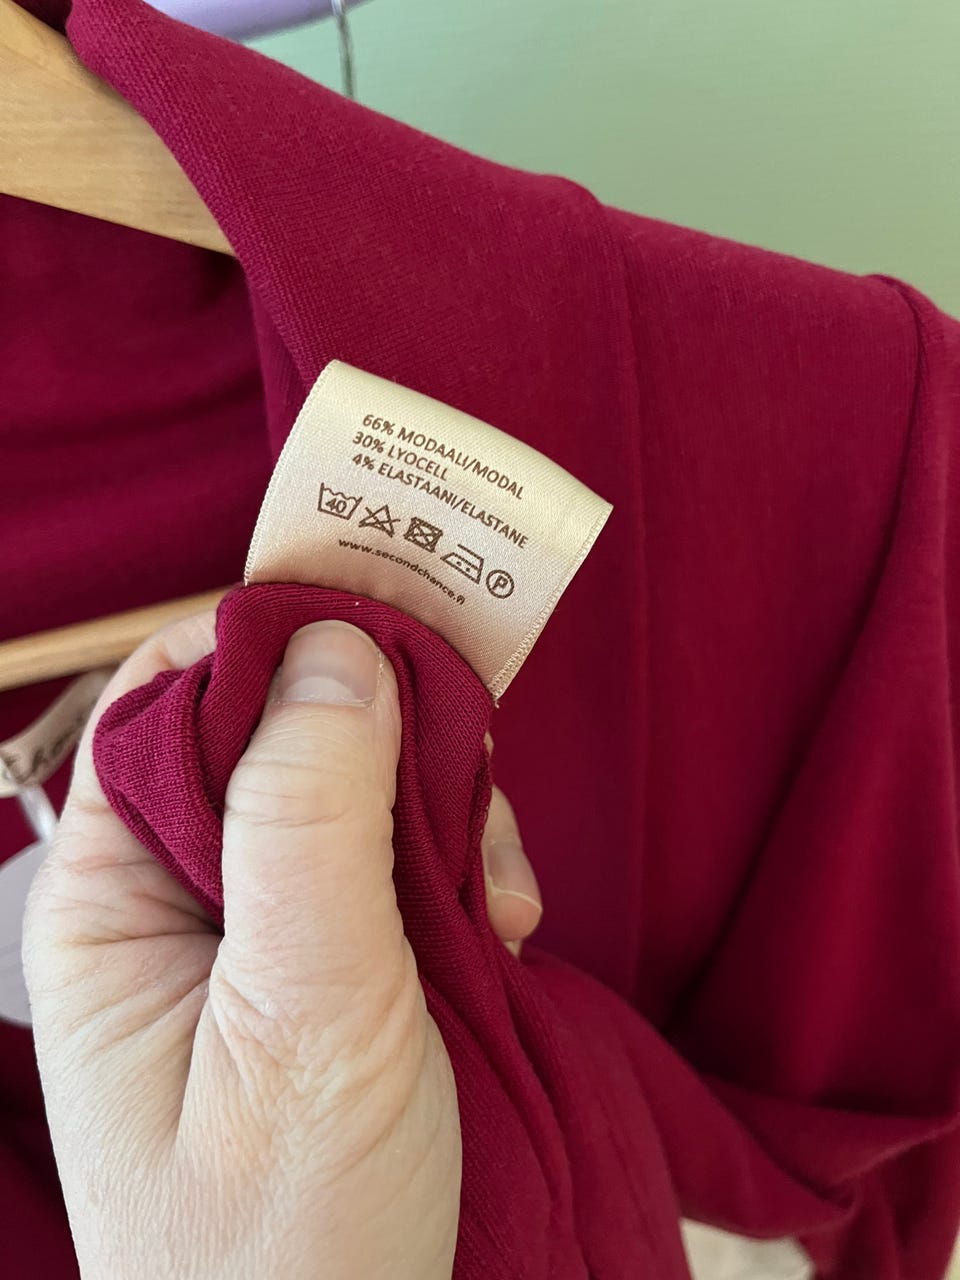 66% MODAALI/MODAL
30% LYOCELL
4% ELASTAANI/ELASTANE
40
P
www.secondchance.fi